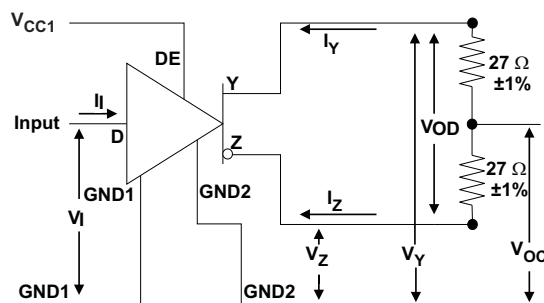 VCC1
DE
IY
Y
27 Ω
±1%
II
Input
D
Z
VOD
GND1
GND2
27 Ω
±1%
VI
IZ
VZ
VY
VOC
GND1
GND2